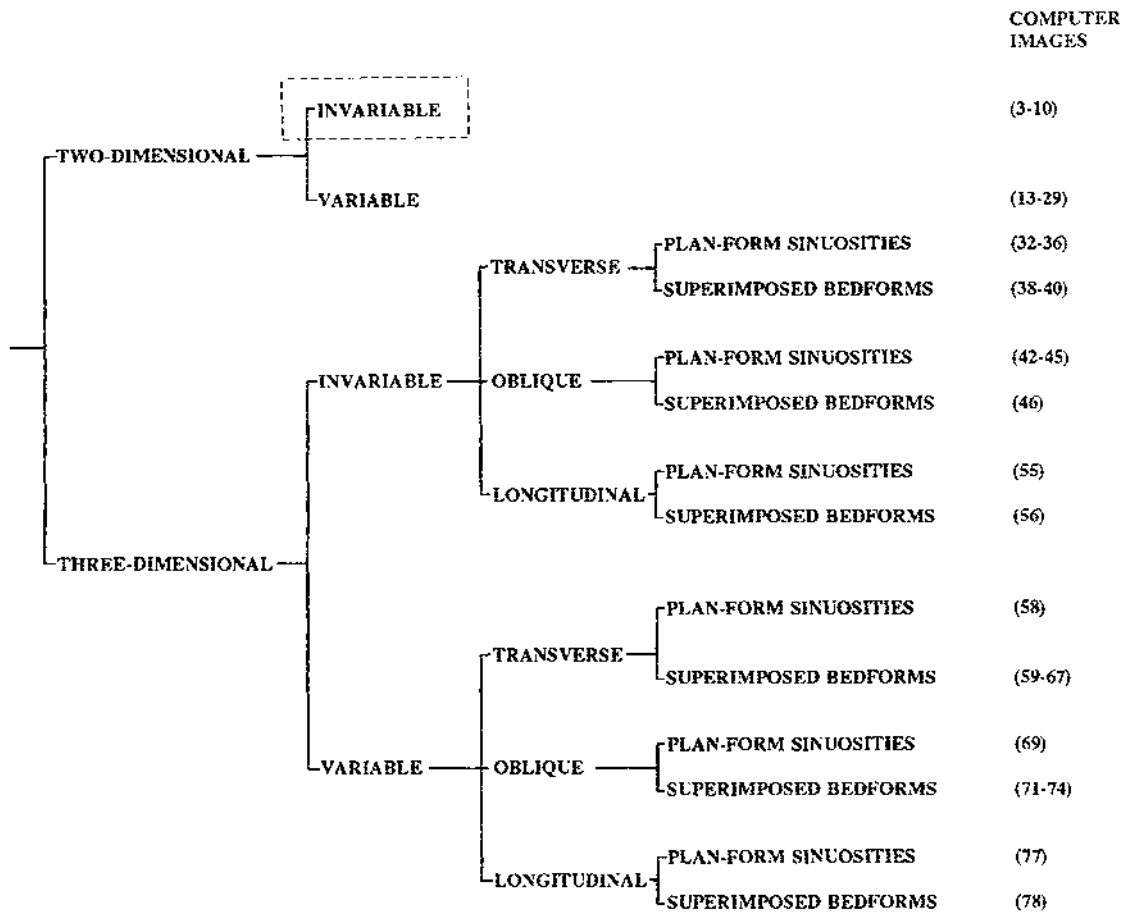 COMPUTER
IMAGES
INVARIABLE (3-10)
TWO-DIMENSIONAL
VARIABLE (13-29)
PLAN-FORM SINUOSITIES (32-36)
TRANSVERSE
SUPERIMPOSED BEDFORMS (38-40)
PLAN-FORM SINUOSITIES (42-45)
INVARIABLE OBLIQUE
SUPERIMPOSED BEDFORMS (46)
PLAN-FORM SINUOSITIES (55)
LONGITUDINAL
SUPERIMPOSED BEDFORMS (56)
THREE-DIMENSIONAL
PLAN-FORM SINUOSITIES (58)
TRANSVERSE
SUPERIMPOSED BEDFORMS (59-67)
PLAN-FORM SINUOSITIES (69)
VARIABLE OBLIQUE
SUPERIMPOSED BEDFORMS (71-74)
PLAN-FORM SINUOSITIES (77)
LONGITUDINAL
SUPERIMPOSED BEDFORMS (78)